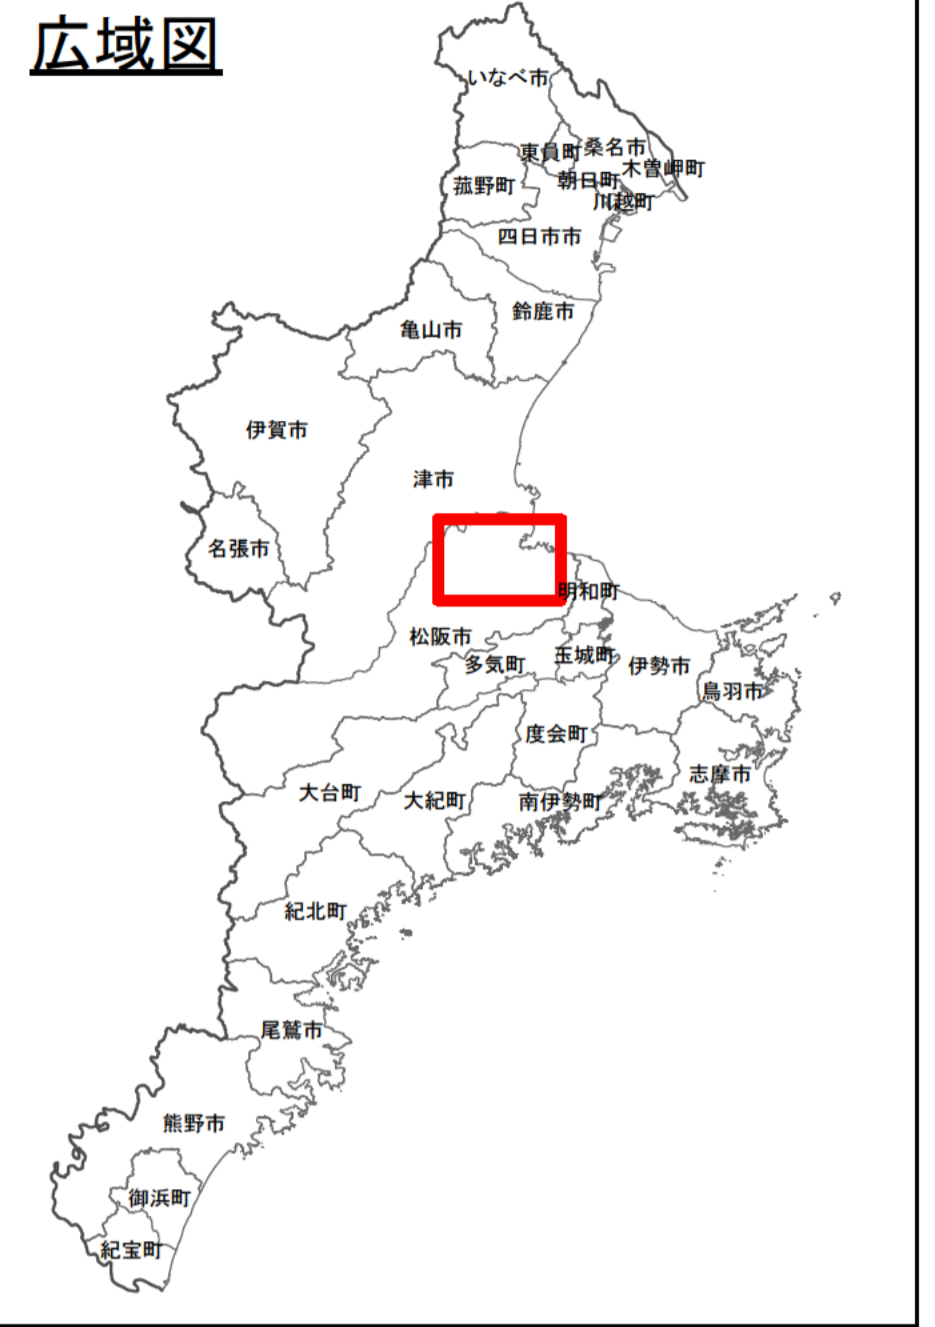 広域図
いなべ市
東員町
桑名市
木曽岬町
菰野町
朝日町
川越町
四日市市
鈴鹿市
亀山市
伊賀市
津市
名張市
明和町
松阪市
多気町
玉城町
伊勢市
鳥羽市
度会町
志摩市
大台町
大紀町
南伊勢町
紀北町
尾鷲市
熊野市
御浜町
紀宝町